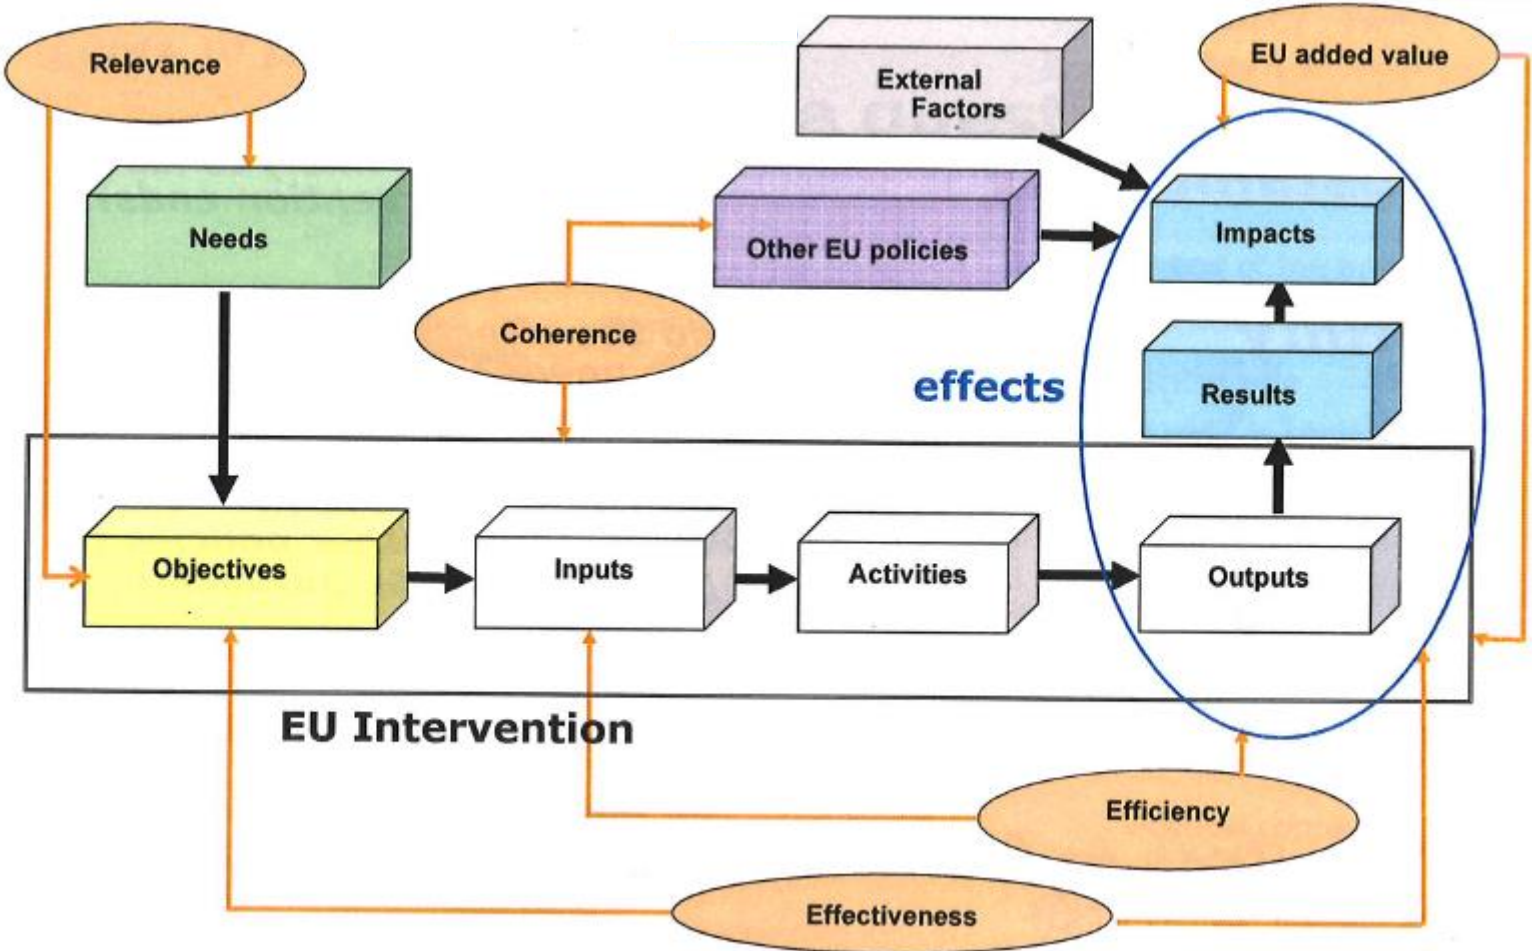 Relevance
External
Factors
EU added value
Needs
Other EU policies
Impacts
Coherence
effects
Results
Objectives
Inputs
Activities
Outputs
EU Intervention
Efficiency
Effectiveness